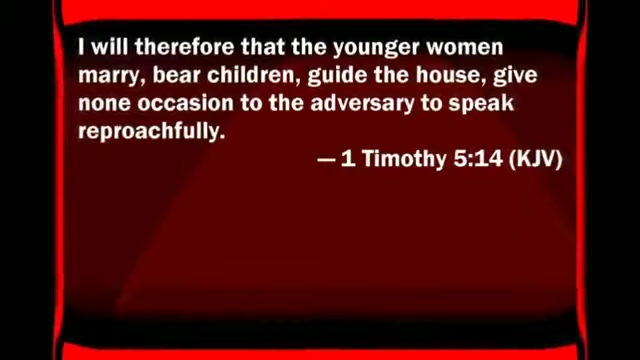 I will therefore that the younger women
marry, bear children, guide the house, give
none occasion to the adversary to speak
reproachfully.
— 1 Timothy 5:14 (KJV)